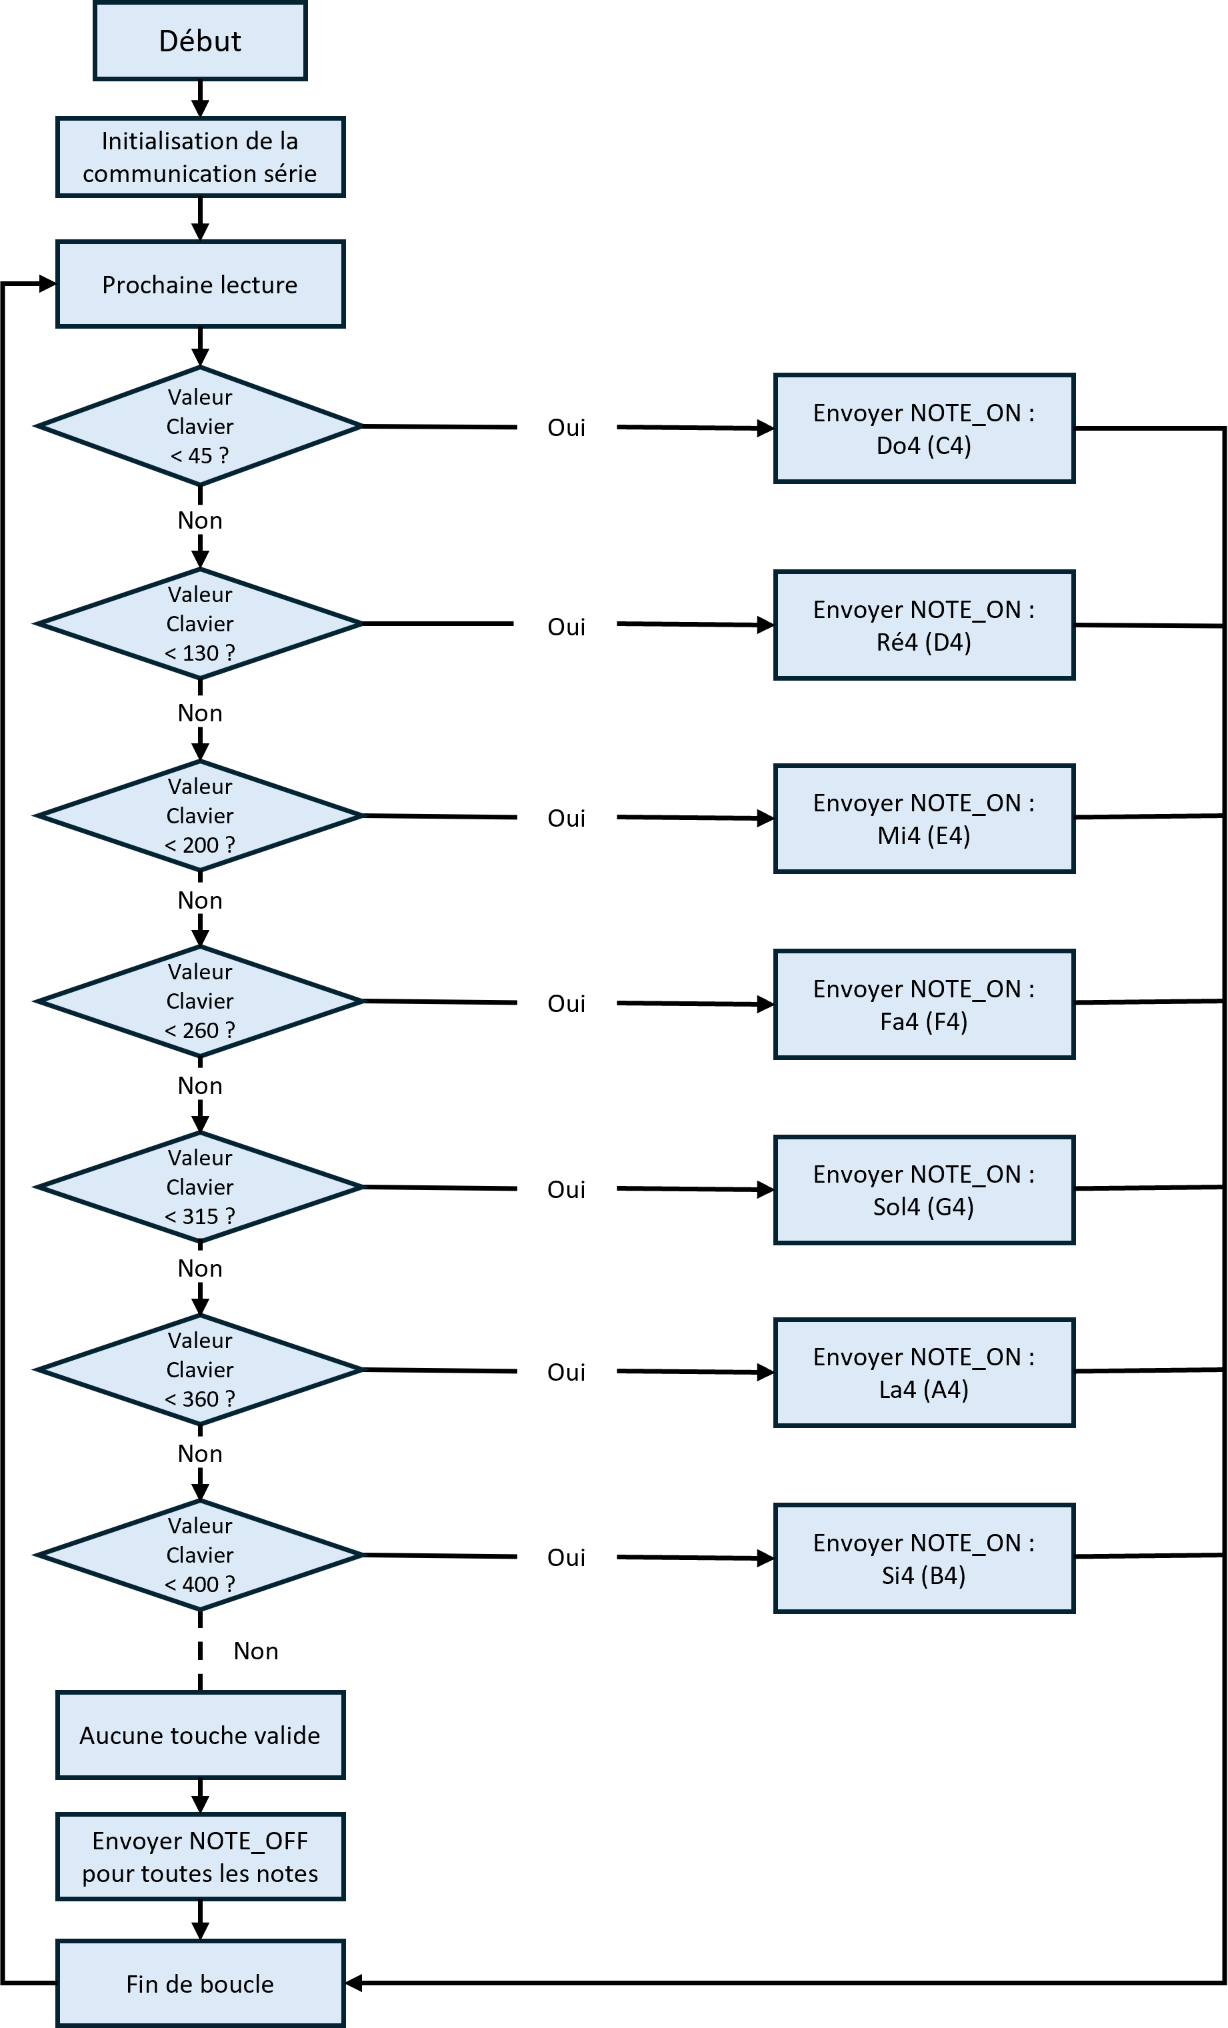 Début
Initialisation de la
communication série
Prochaine lecture
Valeur
Clavier
< 45 ?
Oui
Envoyer NOTE_ON :
Do4 (C4)
Non
Valeur
Clavier
< 130 ?
Oui
Envoyer NOTE_ON :
Ré4 (D4)
Non
Valeur
Clavier
< 200 ?
Oui
Envoyer NOTE_ON :
Mi4 (E4)
Non
Valeur
Clavier
< 260 ?
Oui
Envoyer NOTE_ON :
Fa4 (F4)
Non
Valeur
Clavier
< 315 ?
Oui
Envoyer NOTE_ON :
Sol4 (G4)
Non
Valeur
Clavier
< 360 ?
Oui
Envoyer NOTE_ON :
La4 (A4)
Non
Valeur
Clavier
< 400 ?
Oui
Envoyer NOTE_ON :
Si4 (B4)
Non
Aucune touche valide
Envoyer NOTE_OFF
pour toutes les notes
Fin de boucle